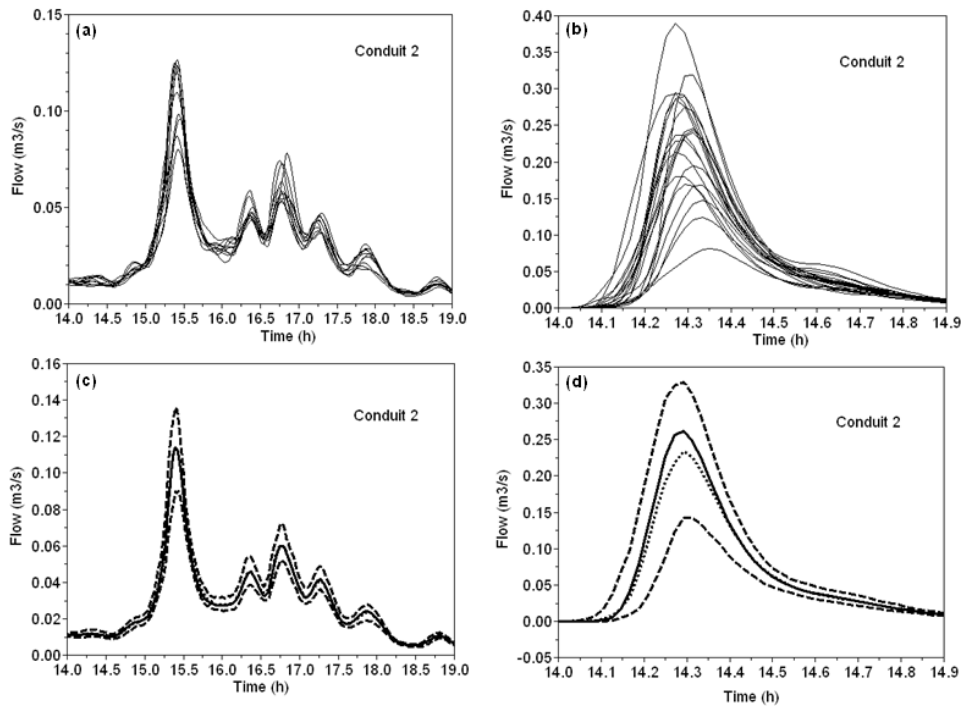 (a)
Conduit 2
Flow (m3/s)
0.15
0.10
0.05
0.00
14.0 14.5 15.0 15.5 16.0 16.5 17.0 17.5 18.0 18.5 19.0
Time (h)
(b)
Conduit 2
Flow (m3/s)
0.40
0.35
0.30
0.25
0.20
0.15
0.10
0.05
0.00
14.0 14.1 14.2 14.3 14.4 14.5 14.6 14.7 14.8 14.9
Time (h)
(c)
Conduit 2
Flow (m3/s)
0.16
0.14
0.12
0.10
0.08
0.06
0.04
0.02
0.00
14.0 14.5 15.0 15.5 16.0 16.5 17.0 17.5 18.0 18.5 19.0
Time (h)
(d)
Conduit 2
Flow (m3/s)
0.35
0.30
0.25
0.20
0.15
0.10
0.05
0.00
-0.05
14.0 14.1 14.2 14.3 14.4 14.5 14.6 14.7 14.8 14.9
Time (h)